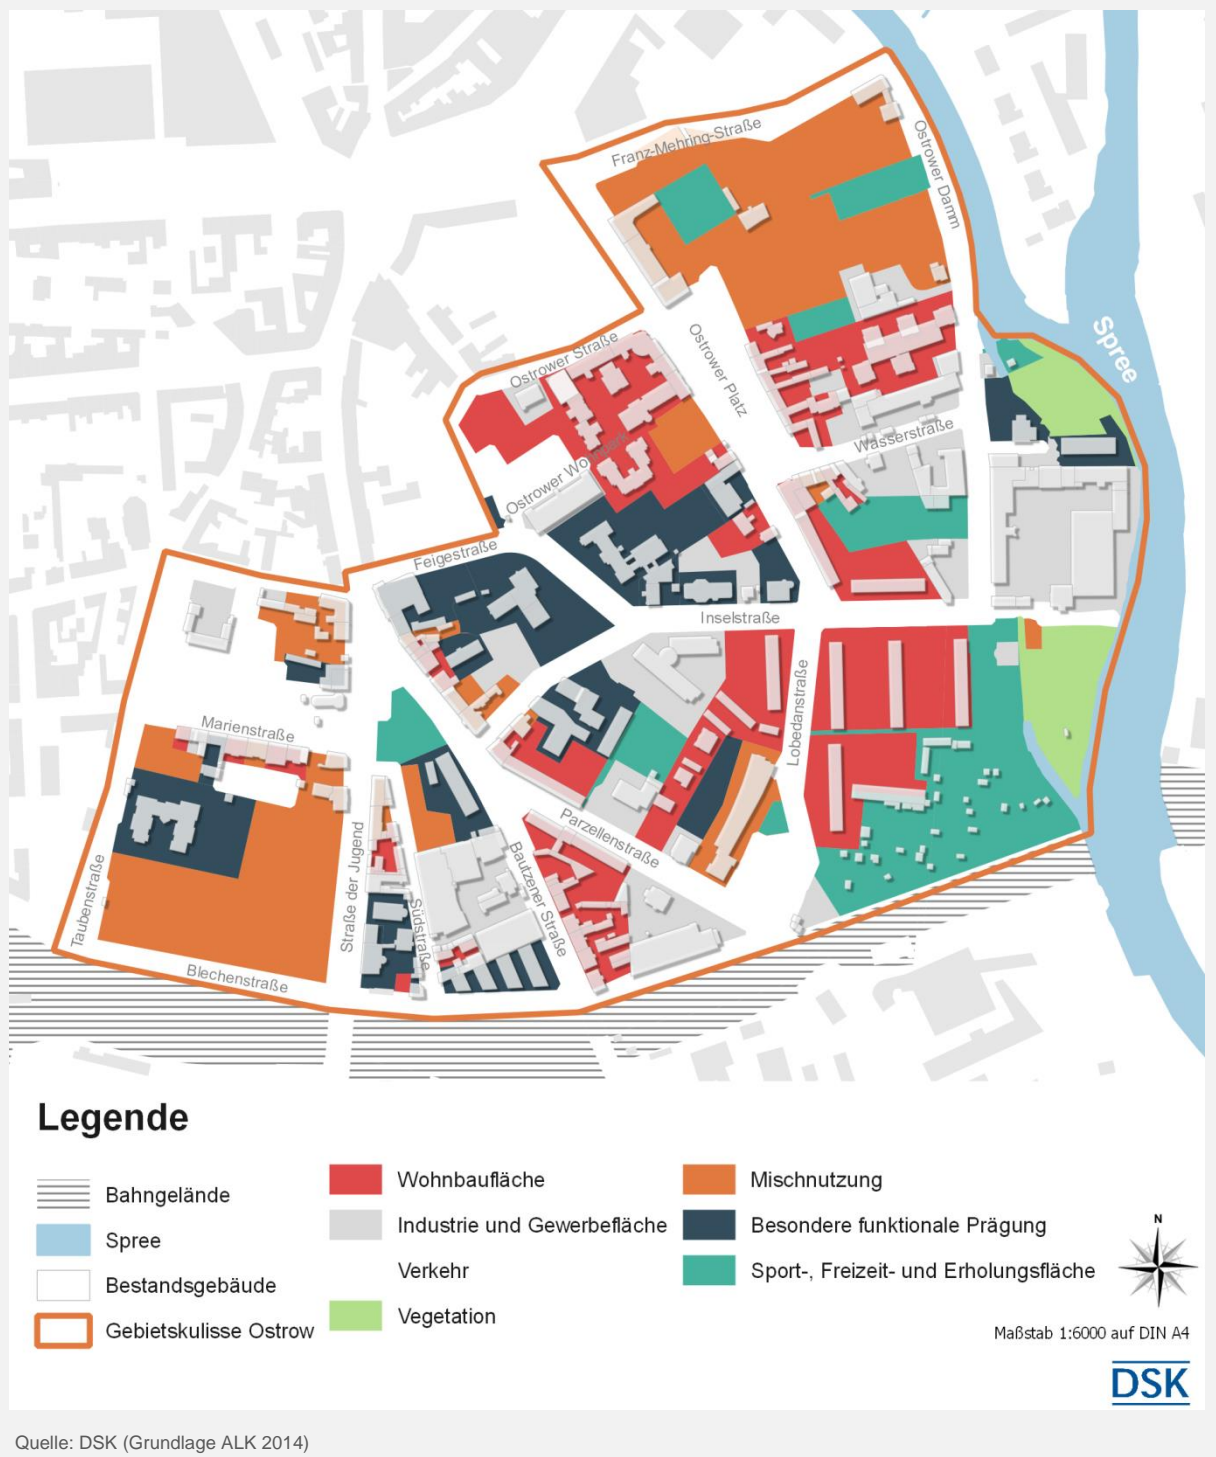 Franz-Mehring-Straße
Ostrower Damm
Spree
Ostrower Straße
Ostrower Platz
Wasserstraße
Ostrower Wohnpark
Feigestraße
Inselstraße
Lobedanstraße
Marienstraße
Parzellenstraße
Bautzener Straße
Straße der Jugend
Südstraße
Taubenstraße
Blechenstraße
Legende
Bahngelände
Spree
Bestandsgebäude
Gebietskulisse Ostrow
Wohnbaufläche
Industrie und Gewerbefläche
Verkehr
Vegetation
Mischnutzung
Besondere funktionale Prägung
Sport-, Freizeit- und Erholungsfläche
N
Maßstab 1:6000 auf DIN A4
DSK
Quelle: DSK (Grundlage ALK 2014)